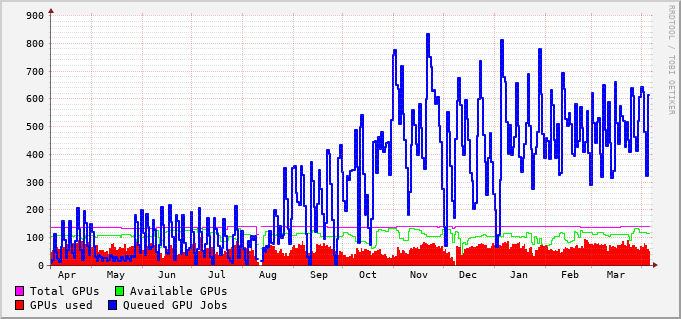 900
800
700
600
500
400
300
200
100
0
Apr May Jun Jul Aug Sep Oct Nov Dec Jan Feb Mar
Total GPUs Available GPUs
GPUs used Queued GPU Jobs
RRDTOOL / TOBI OETIKER